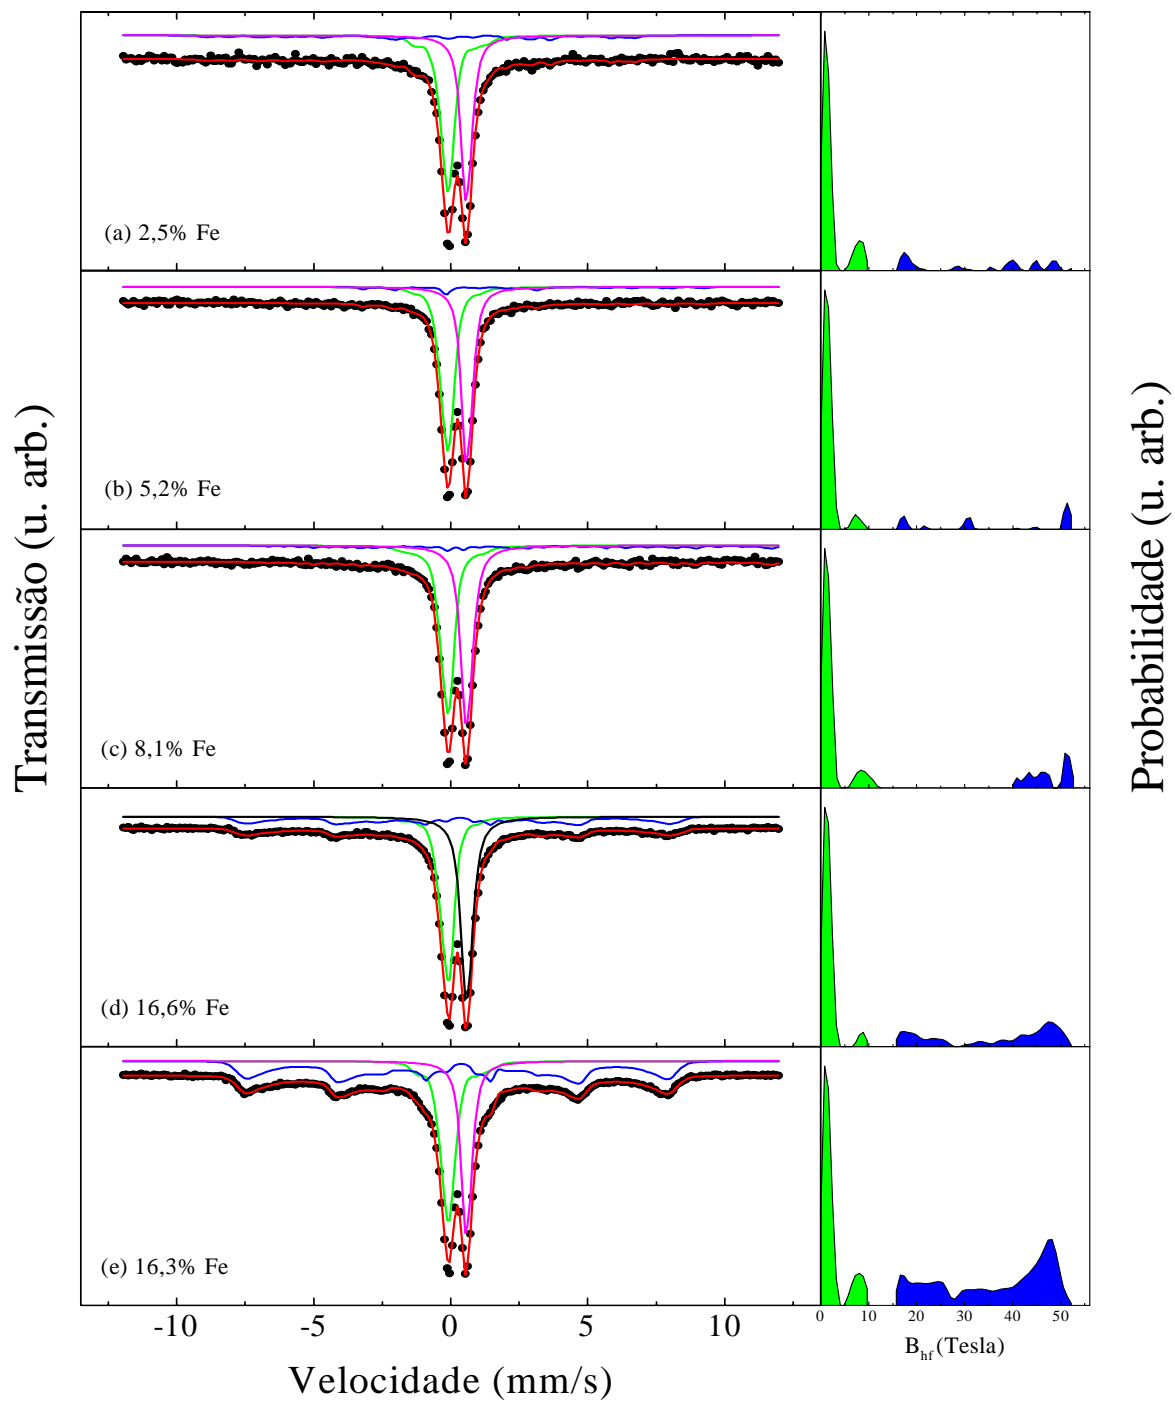 Transmissão (u. arb.)
Probabilidade (u. arb.)
(a) 2,5% Fe
(b) 5,2% Fe
(c) 8,1% Fe
(d) 16,6% Fe
(e) 16,3% Fe
-10 -5 0 5 10
Velocidade (mm/s)
0 10 20 30 40 50
Bhf (Tesla)